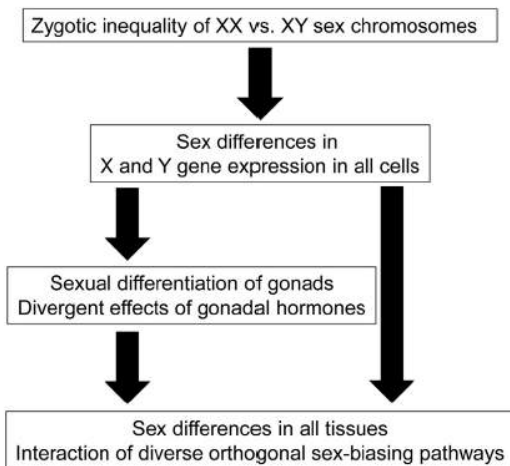 Zygotic inequality of XX vs. XY sex chromosomes
Sex differences in
X and Y gene expression in all cells
Sexual differentiation of gonads
Divergent effects of gonadal hormones
Sex differences in all tissues
Interaction of diverse orthogonal sex-biasing pathways